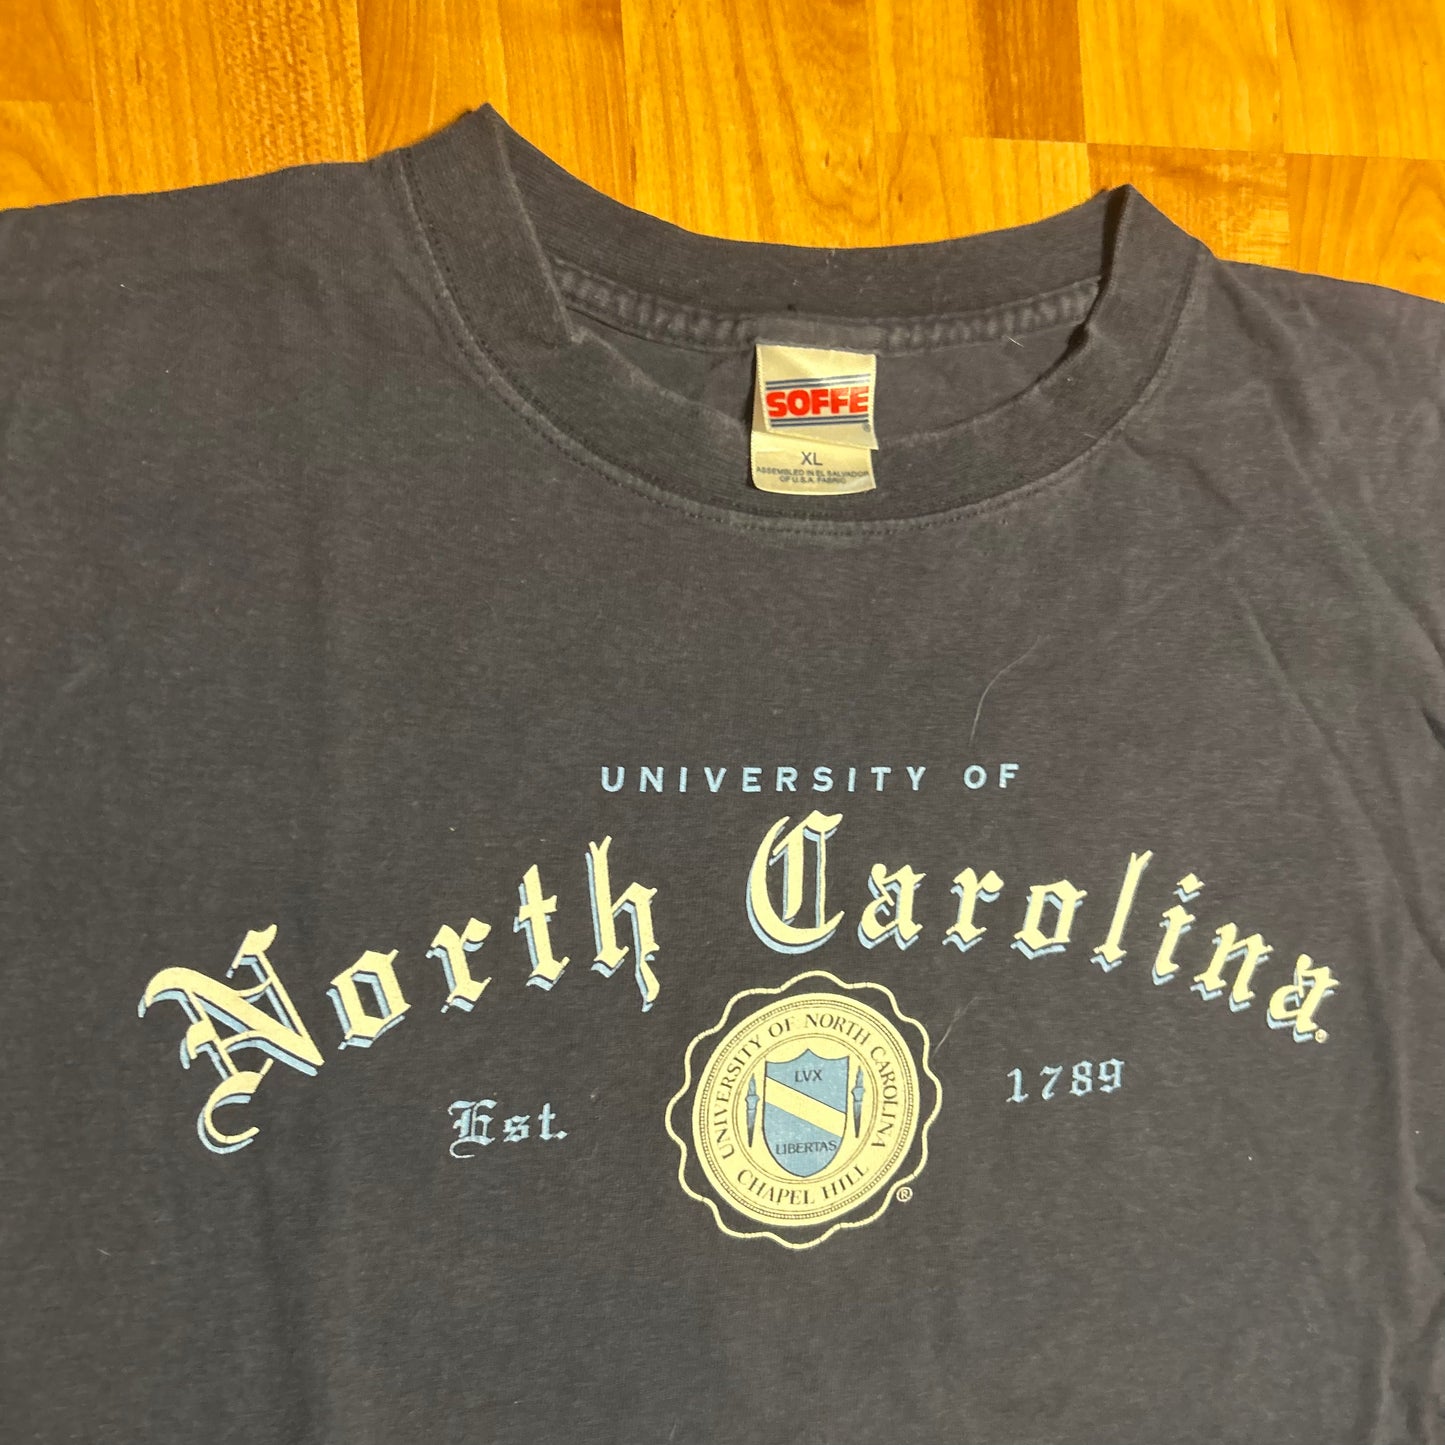 SOFFE
®
XL
ASSEMBLED IN EL SALVADOR
OF U.S.A. FABRIC
UNIVERSITY OF
North Carolina
®
Est.
1789
UNIVERSITY OF NORTH CAROLINA
LVX
LIBERTAS
CHAPEL HILL
®